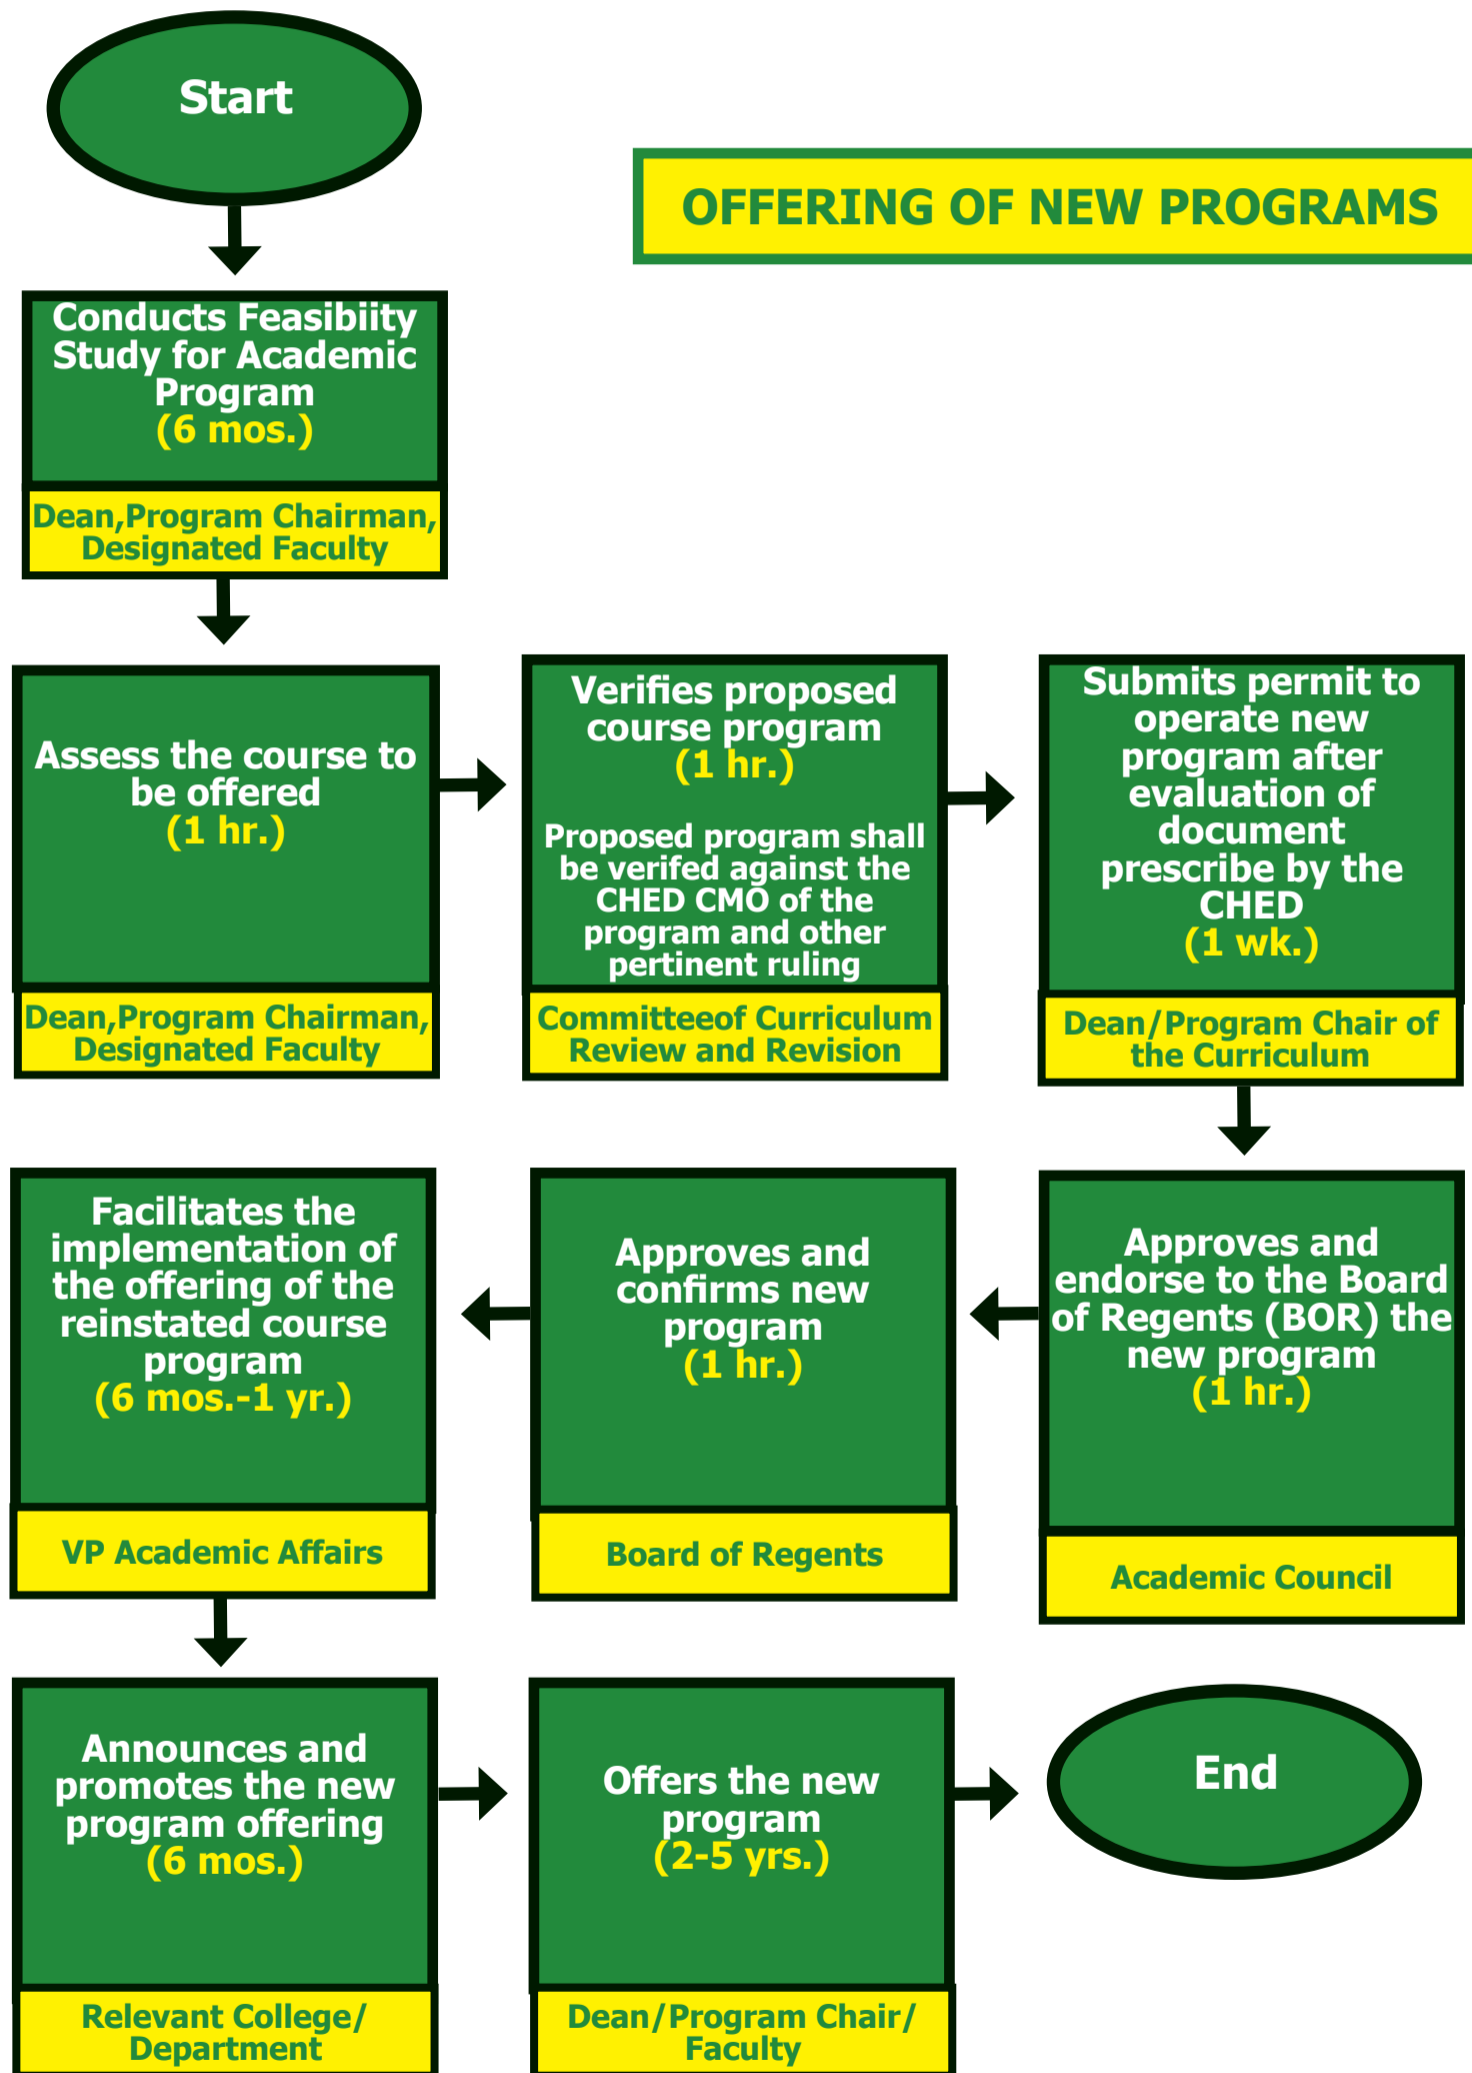 Start
OFFERING OF NEW PROGRAMS
Conducts Feasibiity
Study for Academic
Program
(6 mos.)
Dean,Program Chairman,
Designated Faculty
Assess the course to
be offered
(1 hr.)
Dean,Program Chairman,
Designated Faculty
Verifies proposed
course program
(1 hr.)
Proposed program shall
be verifed against the
CHED CMO of the
program and other
pertinent ruling
Committeeof Curriculum
Review and Revision
Submits permit to
operate new
program after
evaluation of
document
prescribe by the
CHED
(1 wk.)
Dean/Program Chair of
the Curriculum
Approves and
endorse to the Board
of Regents (BOR) the
new program
(1 hr.)
Academic Council
Approves and
confirms new
program
(1 hr.)
Board of Regents
Facilitates the
implementation of
the offering of the
reinstated course
program
(6 mos.-1 yr.)
VP Academic Affairs
Announces and
promotes the new
program offering
(6 mos.)
Relevant College/
Department
Offers the new
program
(2-5 yrs.)
Dean/Program Chair/
Faculty
End